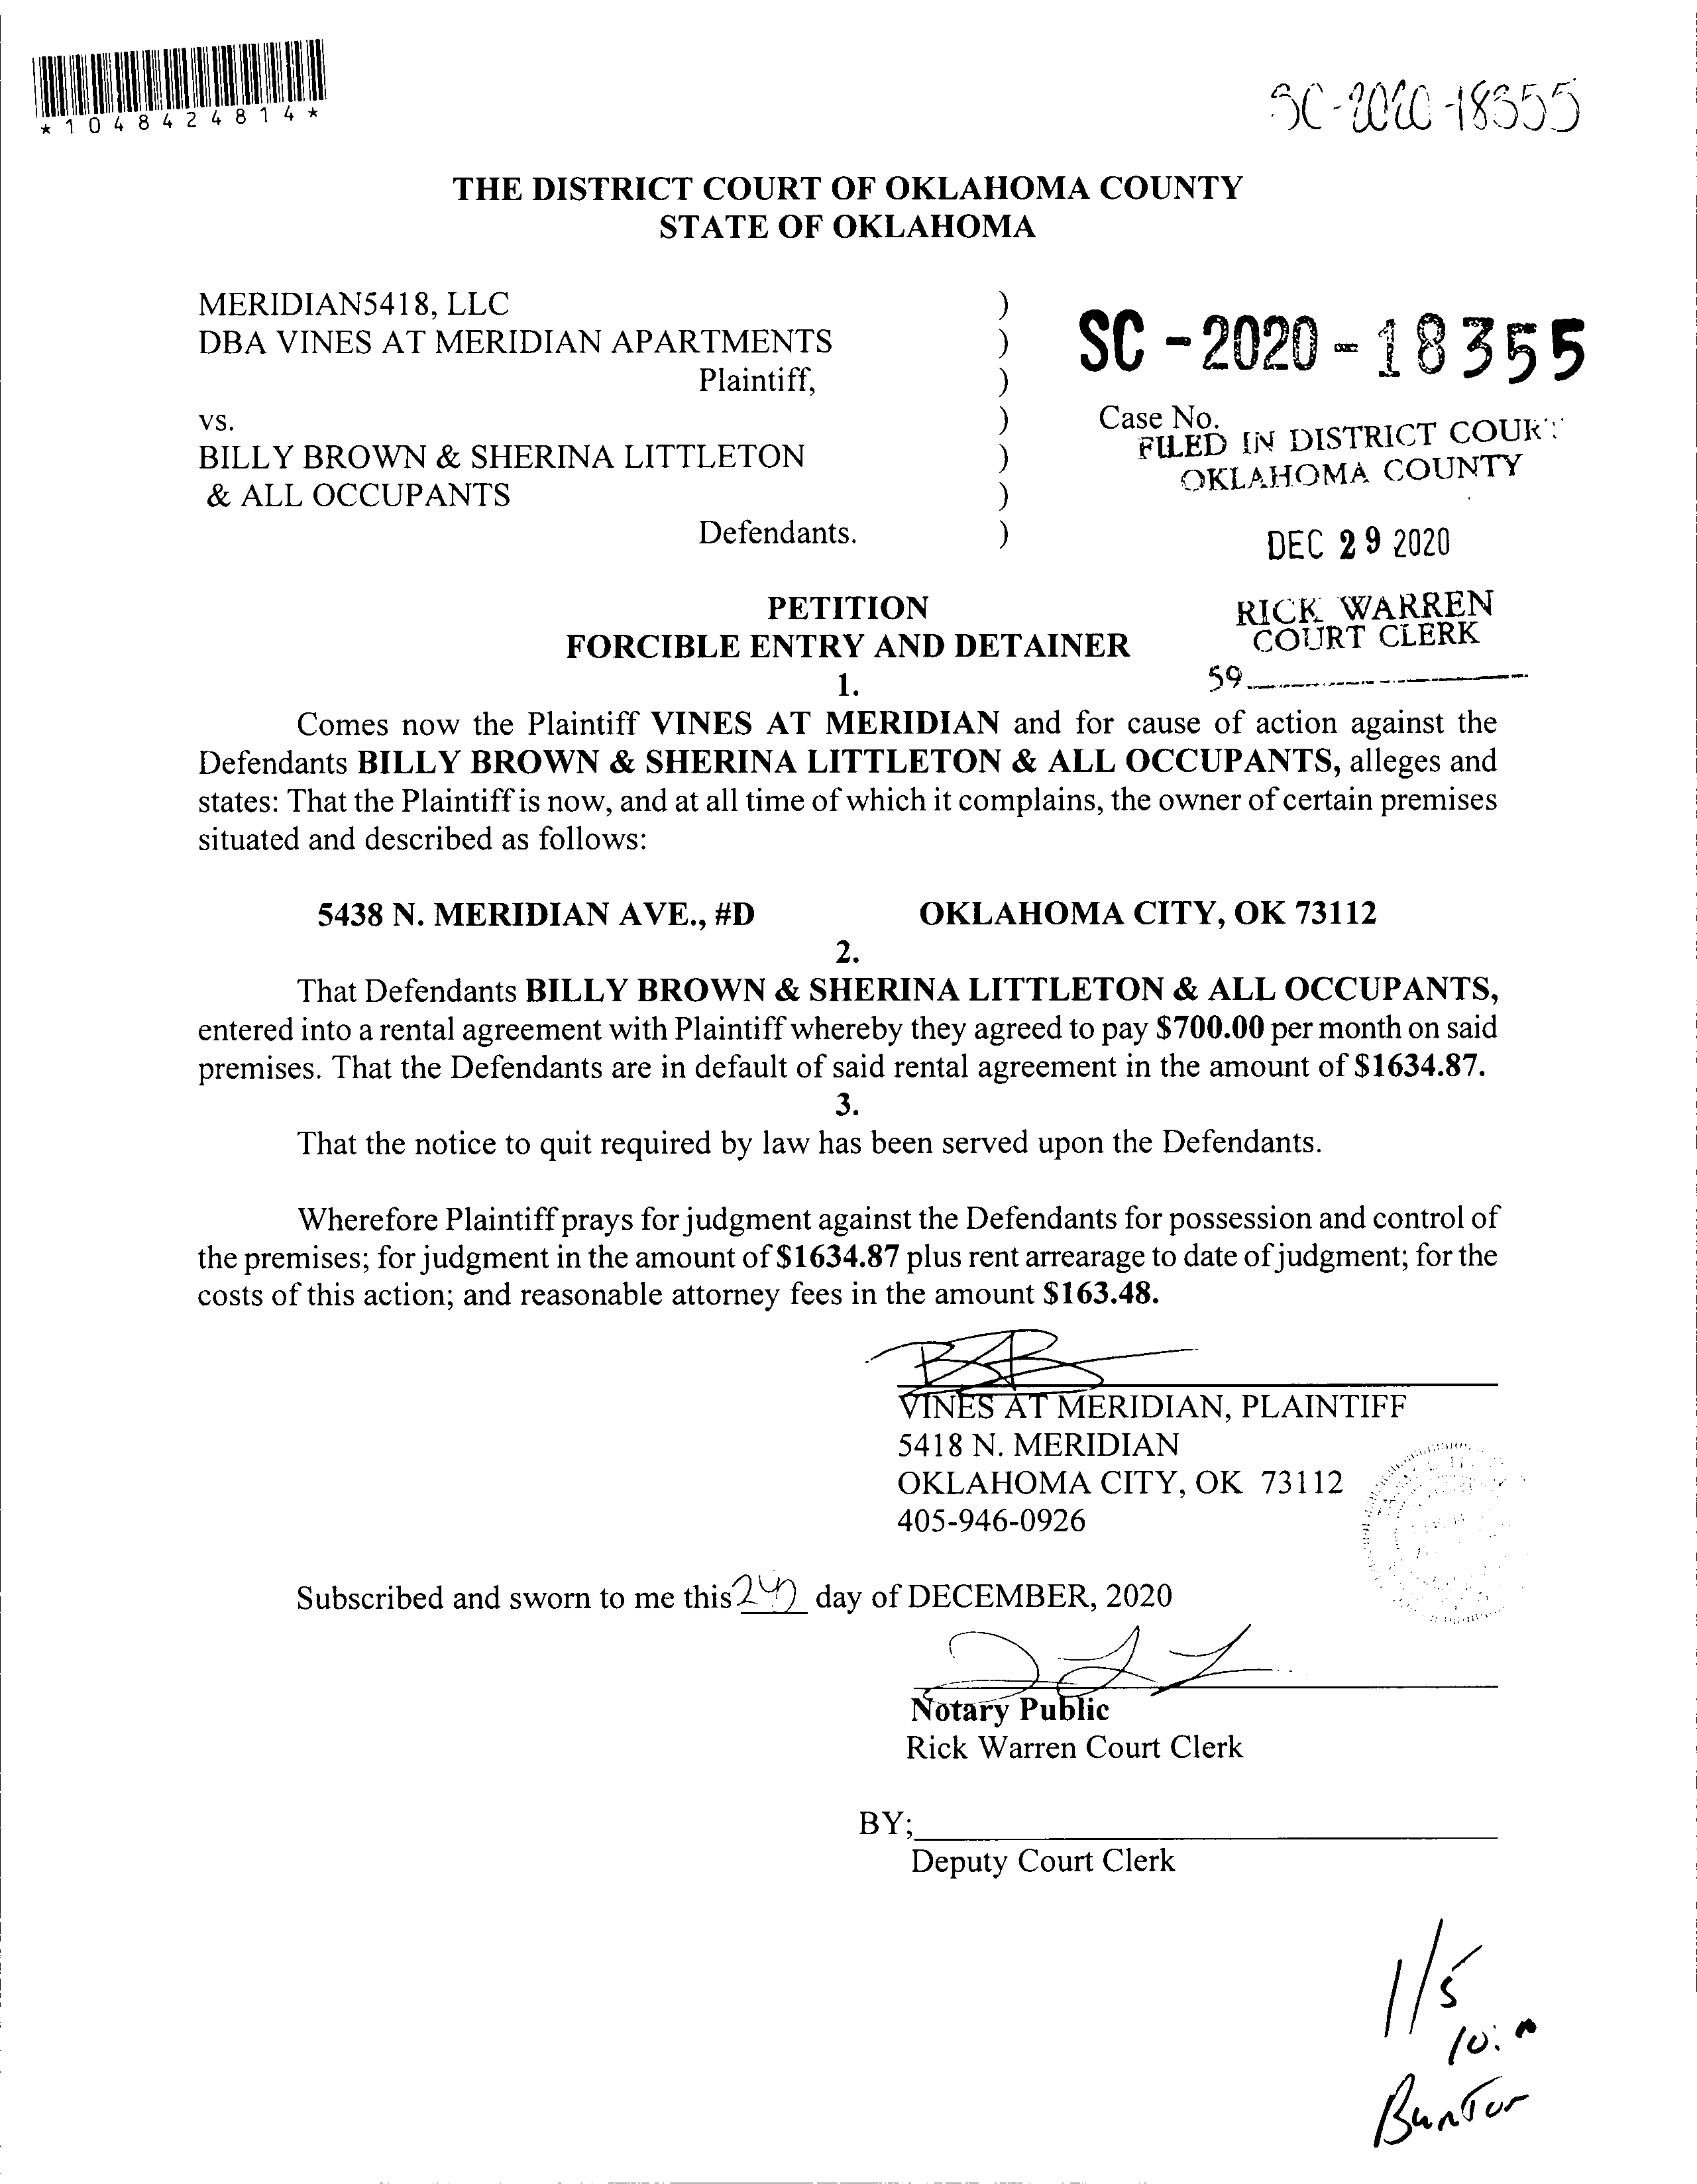 *1048424814*
SC-2020-18355
THE DISTRICT COURT OF OKLAHOMA COUNTY
STATE OF OKLAHOMA
MERIDIAN5418, LLC )
DBA VINES AT MERIDIAN APARTMENTS )
Plaintiff, )
SC-2020-18355
vs. )
Case No.
BILLY BROWN & SHERINA LITTLETON )
& ALL OCCUPANTS )
Defendants. )
FILED IN DISTRICT COURT
OKLAHOMA COUNTY
DEC 29 2020
RICK WARREN
COURT CLERK
59
PETITION
FORCIBLE ENTRY AND DETAINER
1.
Comes now the Plaintiff VINES AT MERIDIAN and for cause of action against the
Defendants BILLY BROWN & SHERINA LITTLETON & ALL OCCUPANTS, alleges and
states: That the Plaintiff is now, and at all time of which it complains, the owner of certain premises
situated and described as follows:
5438 N. MERIDIAN AVE., #D OKLAHOMA CITY, OK 73112
2.
That Defendants BILLY BROWN & SHERINA LITTLETON & ALL OCCUPANTS,
entered into a rental agreement with Plaintiff whereby they agreed to pay $700.00 per month on said
premises. That the Defendants are in default of said rental agreement in the amount of $1634.87.
3.
That the notice to quit required by law has been served upon the Defendants.
Wherefore Plaintiff prays for judgment against the Defendants for possession and control of
the premises; for judgment in the amount of $1634.87 plus rent arrearage to date of judgment; for the
costs of this action; and reasonable attorney fees in the amount $163.48.
VINES AT MERIDIAN, PLAINTIFF
5418 N. MERIDIAN
OKLAHOMA CITY, OK 73112
405-946-0926
Subscribed and sworn to me this day of DECEMBER, 2020
Notary Public
Rick Warren Court Clerk
BY;
Deputy Court Clerk
1/5